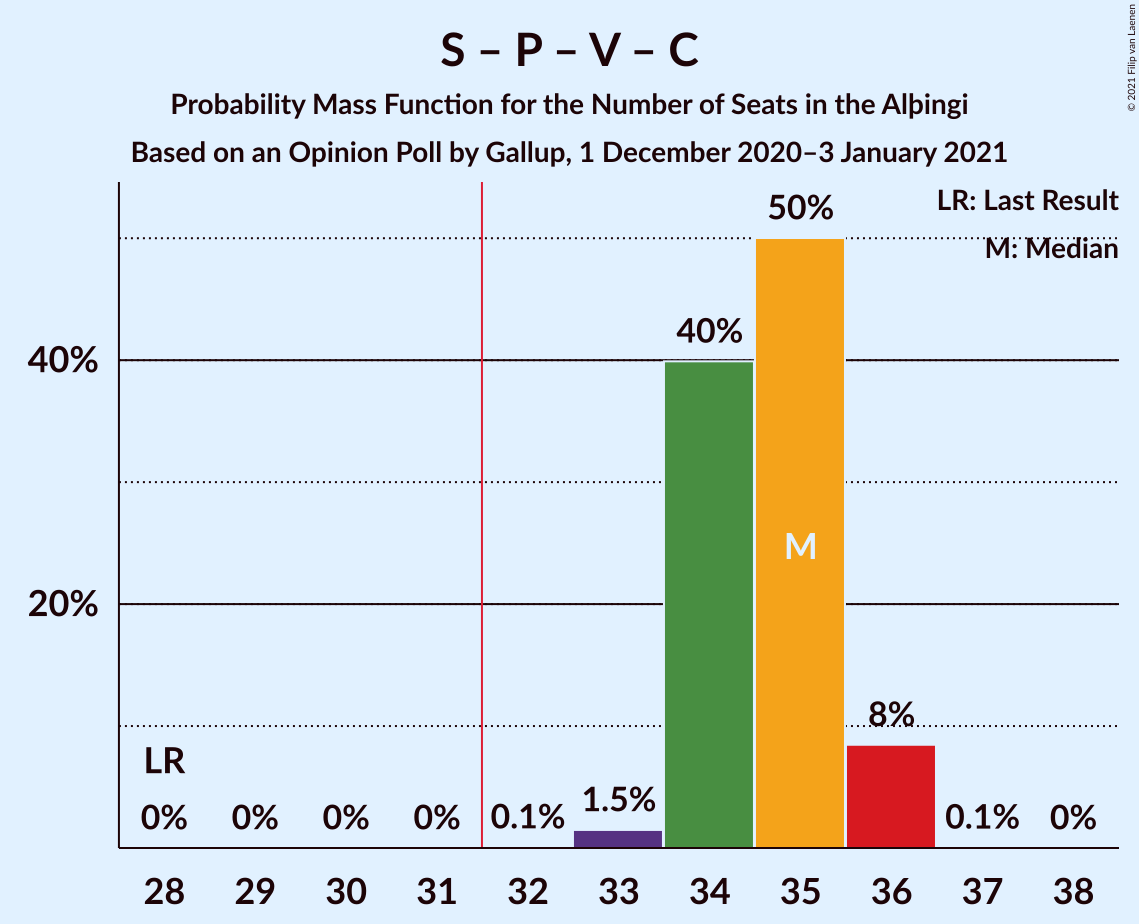 S – P – V – C
Probability Mass Function for the Number of Seats in the Alþingi
Based on an Opinion Poll by Gallup, 1 December 2020–3 January 2021
© 2021 Filip van Laenen
LR: Last Result
M: Median
50%
40%
40%
M
20%
8%
LR
0% 0% 0% 0% 0.1% 1.5% 0.1% 0%
28 29 30 31 32 33 34 35 36 37 38